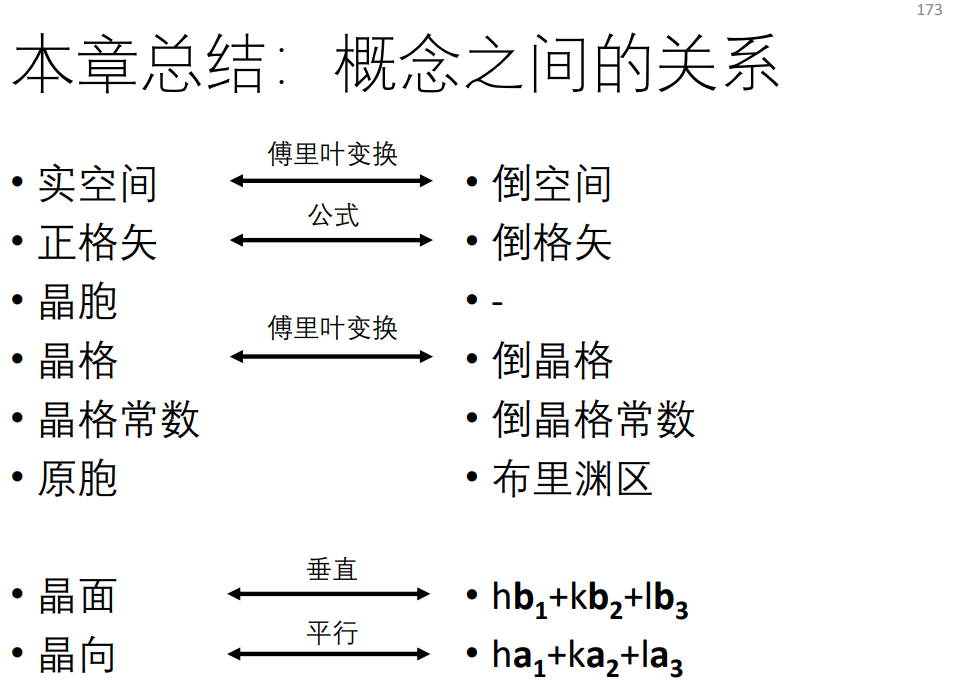 173
本章总结： 概念之间的关系
• 实空间 傅里叶变换 • 倒空间
• 正格矢 公式 • 倒格矢
• 晶胞 • -
• 晶格 傅里叶变换 • 倒晶格
• 晶格常数 • 倒晶格常数
• 原胞 • 布里渊区
• 晶面 垂直 • hb1+kb2+lb3
• 晶向 平行 • ha1+ka2+la3